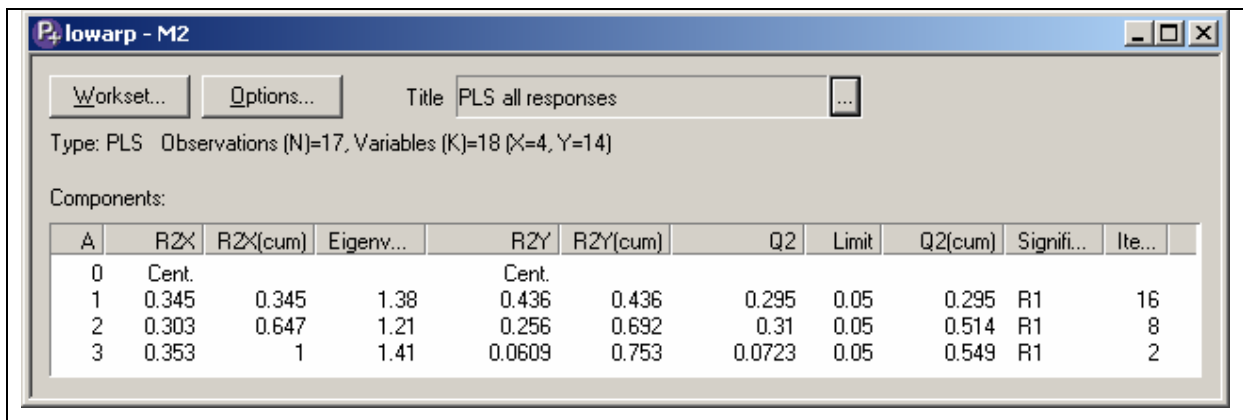 lowarp - M2
Workset... Options... Title PLS all responses ...
Type: PLS Observations (N)=17, Variables (K)=18 (X=4, Y=14)
Components:
A R2X R2X(cum) Eigenv... R2Y R2Y(cum) Q2 Limit Q2(cum) Signifi... Ite...
0 Cent. Cent.
1 0.345 0.345 1.38 0.436 0.436 0.295 0.05 0.295 R1 16
2 0.303 0.647 1.21 0.256 0.692 0.31 0.05 0.514 R1 8
3 0.353 1 1.41 0.0609 0.753 0.0723 0.05 0.549 R1 2